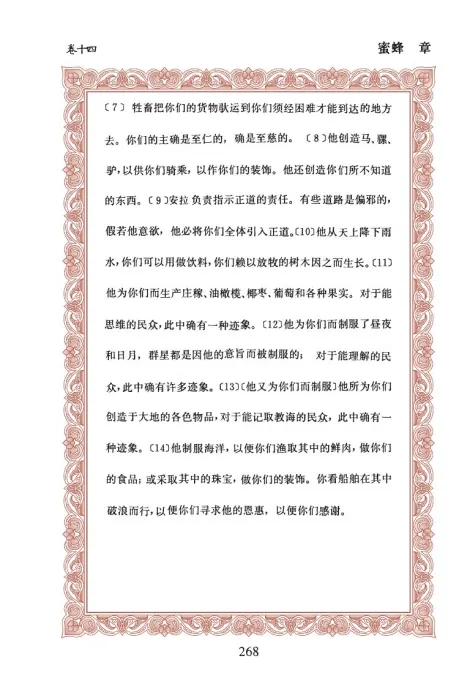 卷十四
蜜蜂 章
〔7〕牲畜把你们的货物驮运到你们须经困难才能到达的地方
去。你们的主确是至仁的，确是至慈的。〔8〕他创造马、骡、
驴，以供你们骑乘，以作你们的装饰。他还创造你们所不知道
的东西。〔9〕安拉负责指示正道的责任。有些道路是偏邪的，
假若他意欲，他必将你们全体引入正道。〔10〕他从天上降下雨
水，你们可以用做饮料，你们赖以放牧的树木因之而生长。〔11〕
他为你们而生产庄稼、油橄榄、椰枣、葡萄和各种果实。对于能
思维的民众，此中确有一种迹象。〔12〕他为你们而制服了昼夜
和日月，群星都是因他的意旨而被制服的；对于能理解的民
众，此中确有许多迹象。〔13〕〔他又为你们而制服〕他所为你们
创造于大地的各色物品，对于能记取教诲的民众，此中确有一
种迹象。〔14〕他制服海洋，以便你们渔取其中的鲜肉，做你们
的食品；或采取其中的珠宝，做你们的装饰。你看船舶在其中
破浪而行，以便你们寻求他的恩惠，以便你们感谢。
268